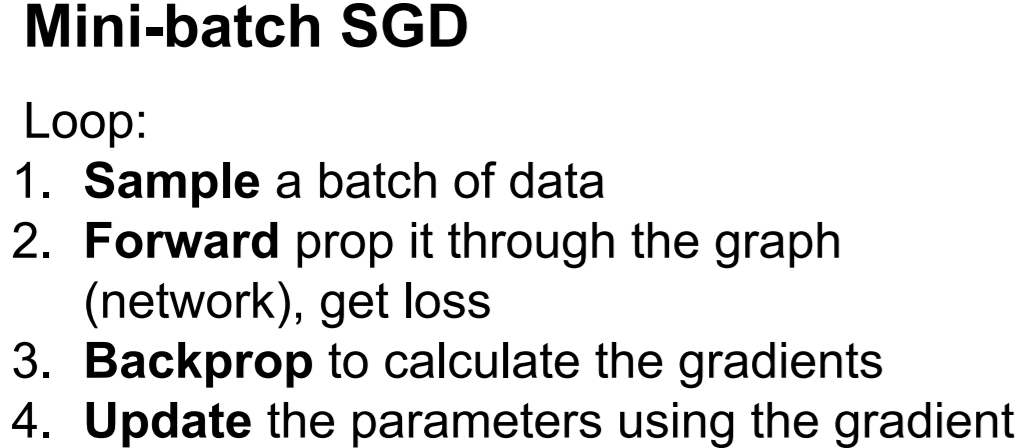 Mini-batch SGD
Loop:
1. Sample a batch of data
2. Forward prop it through the graph
(network), get loss
3. Backprop to calculate the gradients
4. Update the parameters using the gradient